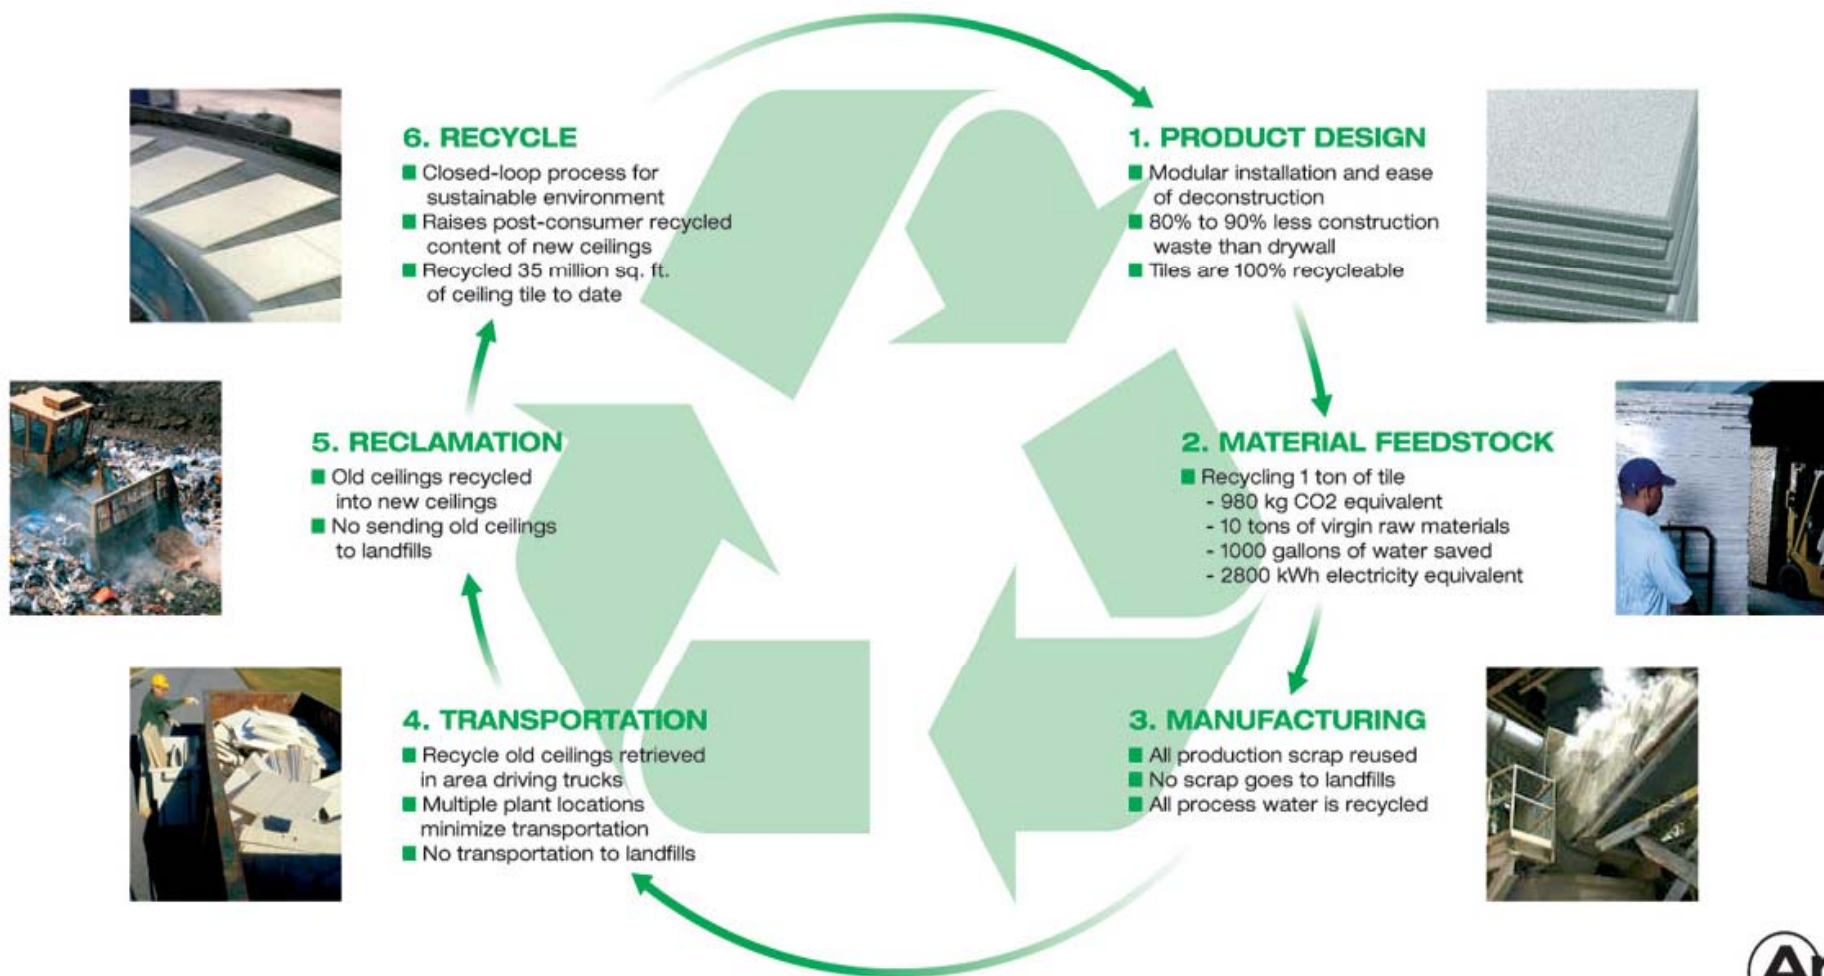 6. RECYCLE
Closed-loop process for
sustainable environment
Raises post-consumer recycled
content of new ceilings
Recycled 35 million sq. ft.
of ceiling tile to date
1. PRODUCT DESIGN
Modular installation and ease
of deconstruction
80% to 90% less construction
waste than drywall
Tiles are 100% recycleable
5. RECLAMATION
Old ceilings recycled
into new ceilings
No sending old ceilings
to landfills
2. MATERIAL FEEDSTOCK
Recycling 1 ton of tile
- 980 kg CO2 equivalent
- 10 tons of virgin raw materials
- 1000 gallons of water saved
- 2800 kWh electricity equivalent
4. TRANSPORTATION
Recycle old ceilings retrieved
in area driving trucks
Multiple plant locations
minimize transportation
No transportation to landfills
3. MANUFACTURING
All production scrap reused
No scrap goes to landfills
All process water is recycled